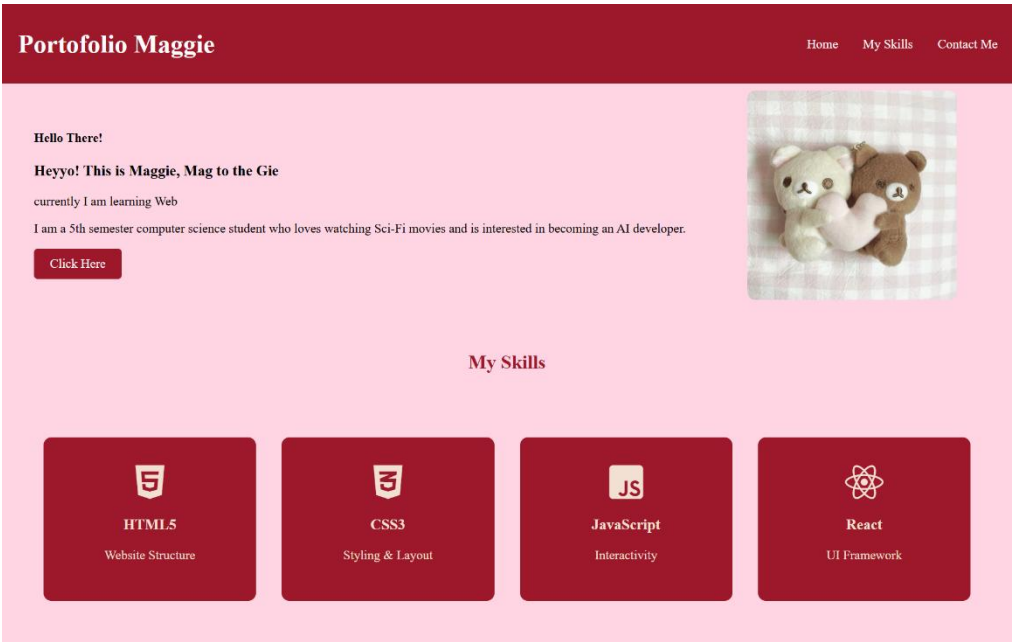 Portofolio Maggie
Home My Skills Contact Me
Hello There!
Heyyo! This is Maggie, Mag to the Gie
currently I am learning Web
I am a 5th semester computer science student who loves watching Sci-Fi movies and is interested in becoming an AI developer.
Click Here
My Skills
5
HTML5
Website Structure
3
CSS3
Styling & Layout
JS
JavaScript
Interactivity
React
UI Framework